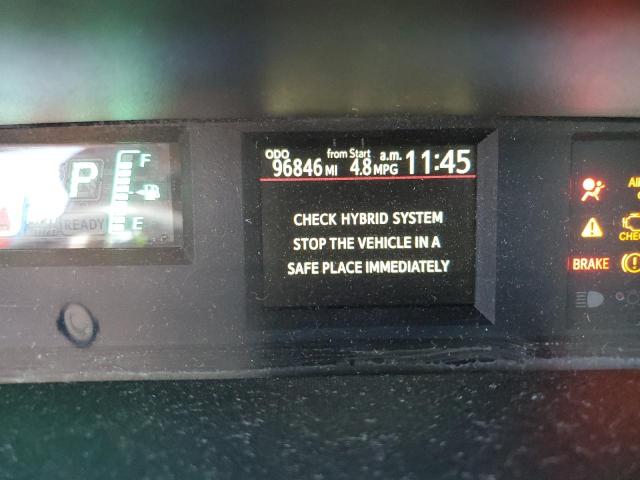 ODO from Start a.m. 11:45
96846 MI 4.8 MPG
F
P
CHECK HYBRID SYSTEM
READY
E
STOP THE VEHICLE IN A
SAFE PLACE IMMEDIATELY
CHEC
BRAKE